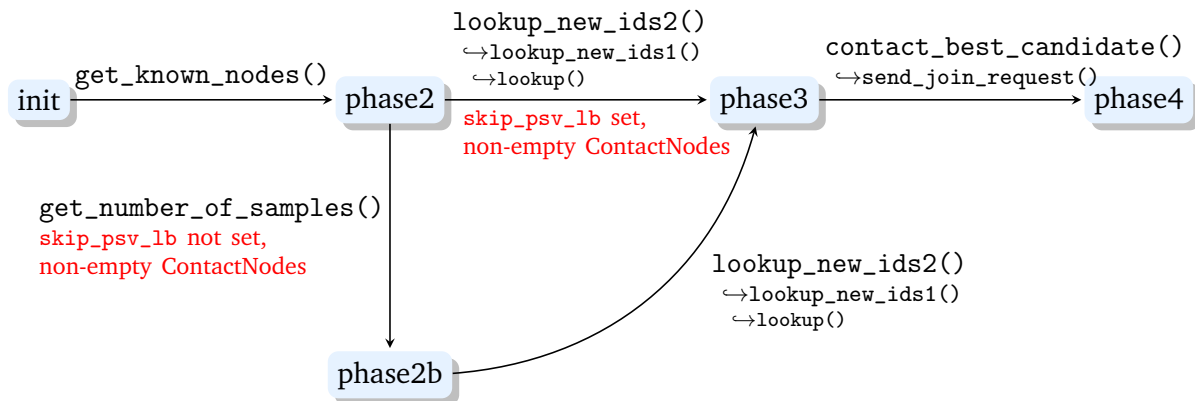 lookup_new_ids2()
↪lookup_new_ids1()
↪lookup()
contact_best_candidate()
↪send_join_request()
get_known_nodes()
init
phase2
phase3
phase4
skip_psv_lb set,
non-empty ContactNodes
get_number_of_samples()
skip_psv_lb not set,
non-empty ContactNodes
lookup_new_ids2()
↪lookup_new_ids1()
↪lookup()
phase2b